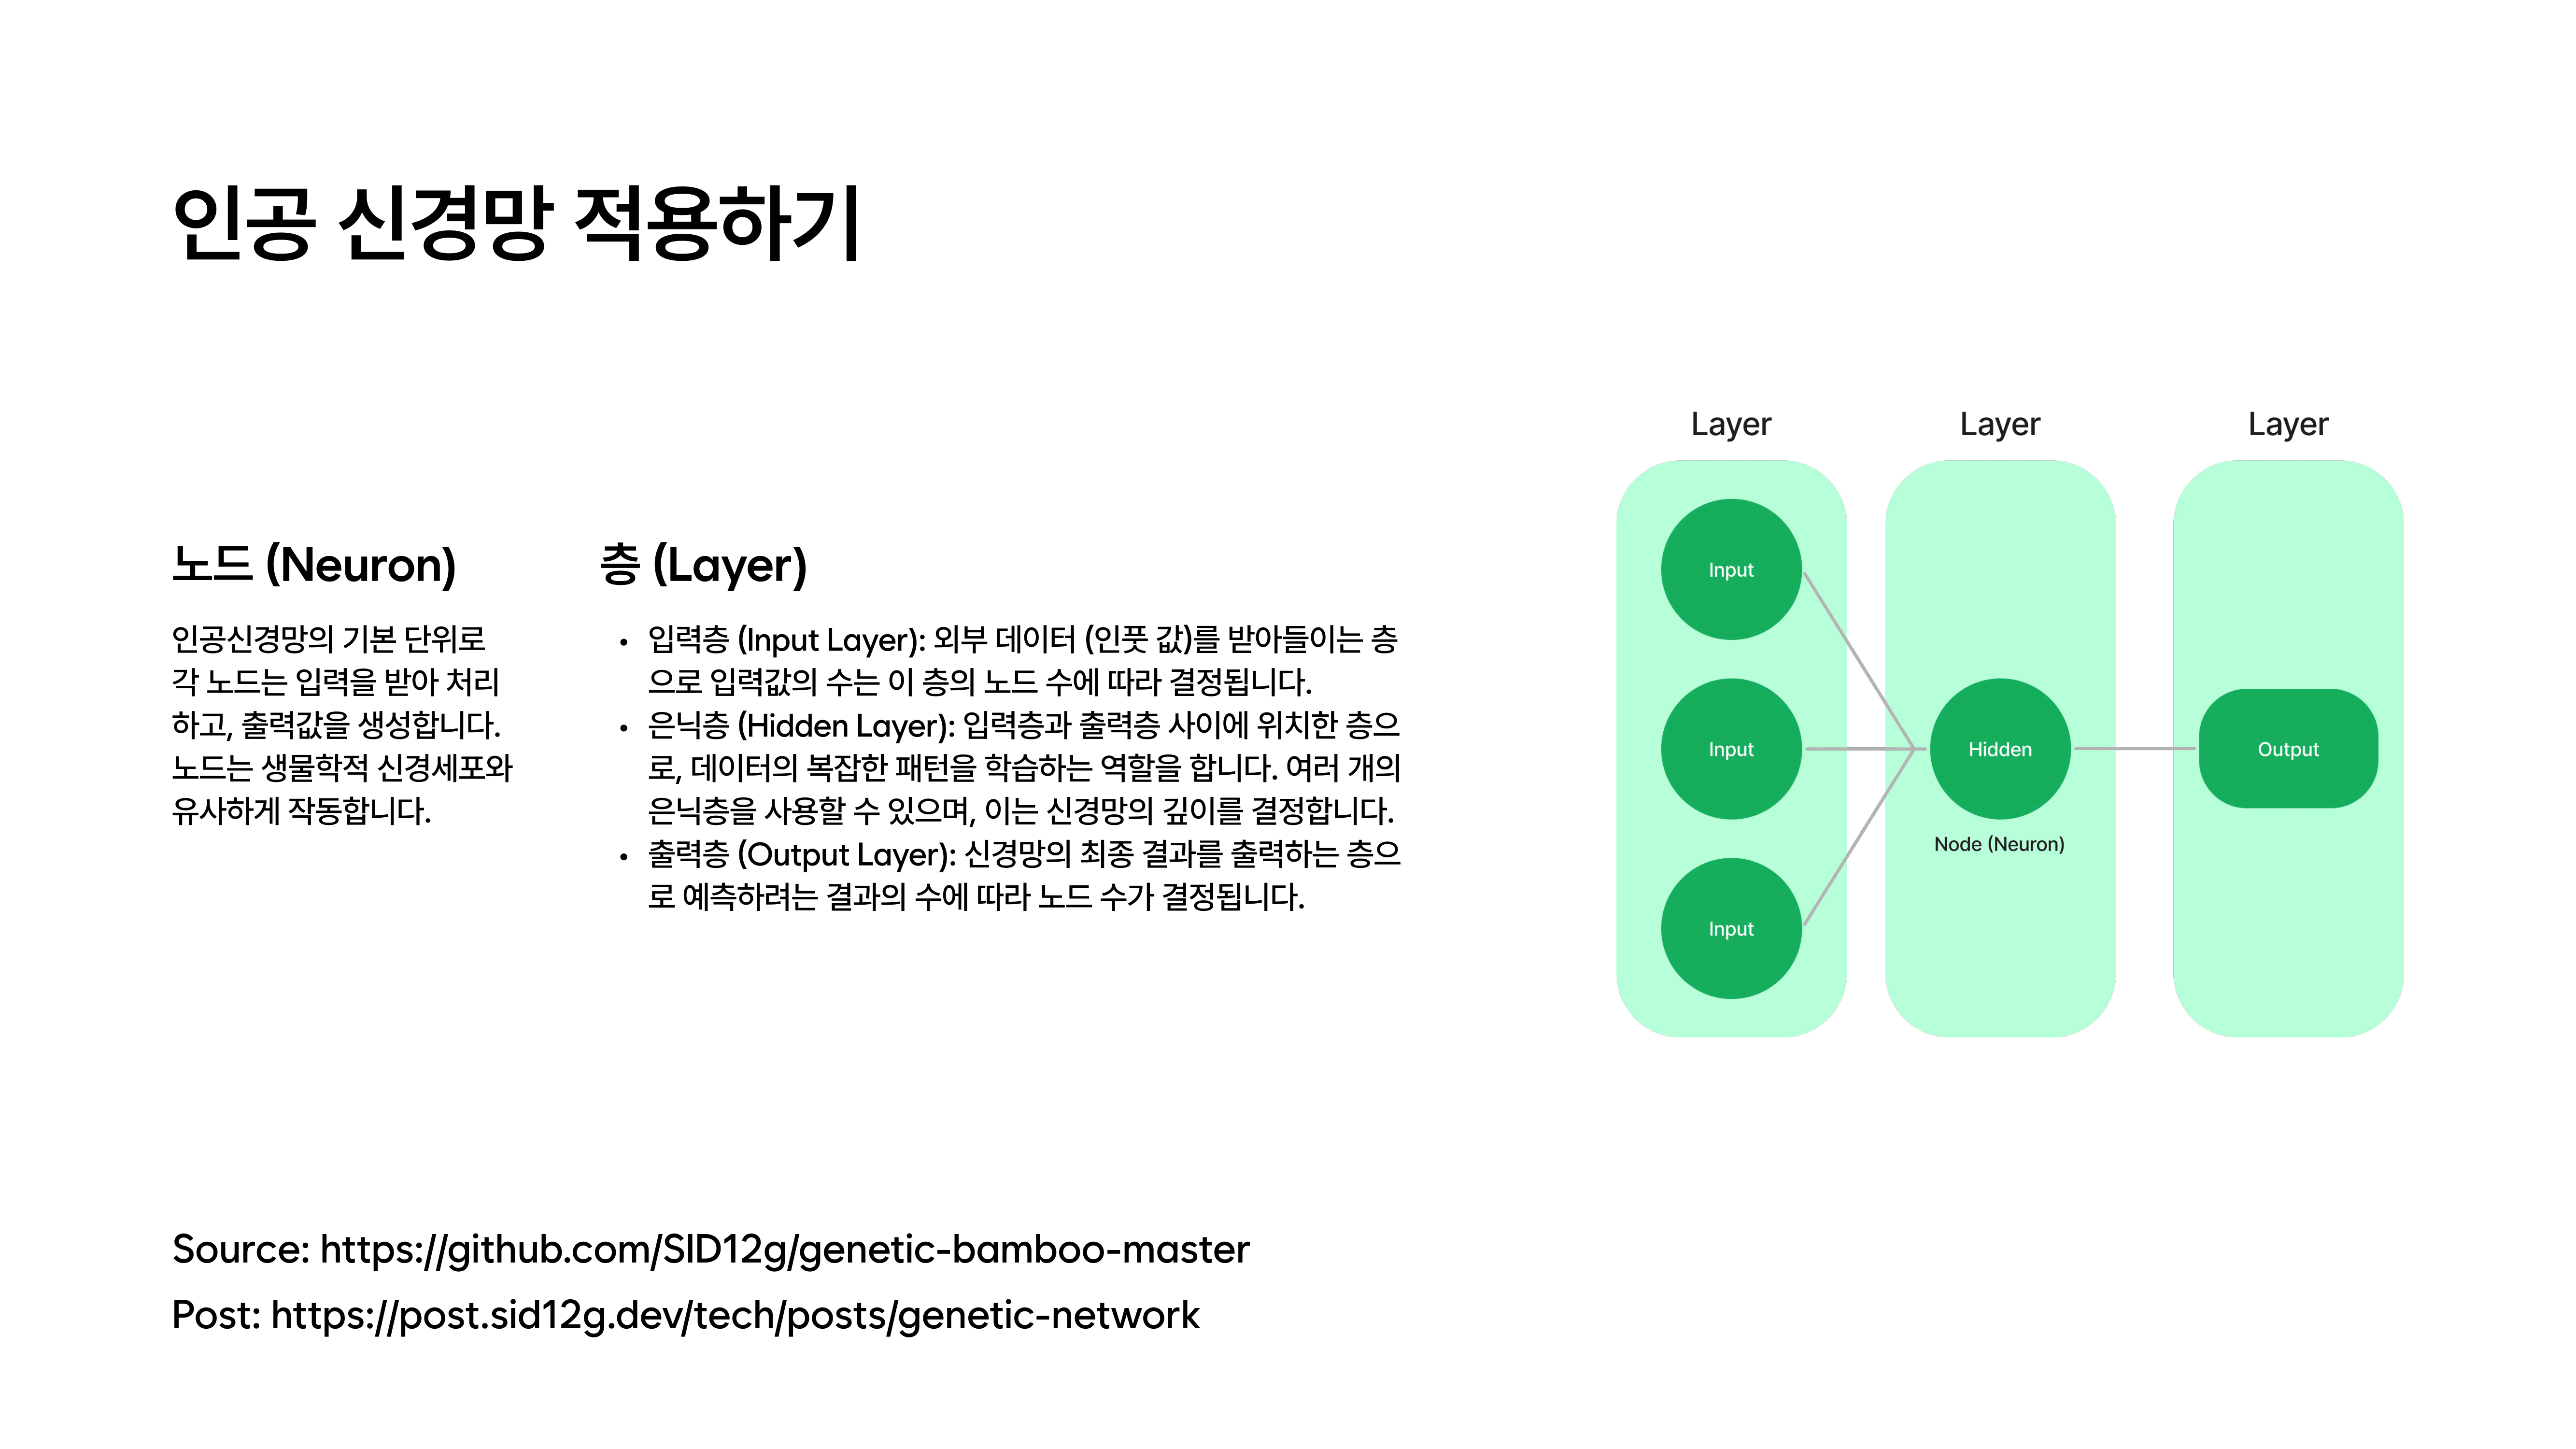 인공 신경망 적용하기
노드 (Neuron)
인공신경망의 기본 단위로
각 노드는 입력을 받아 처리
하고, 출력값을 생성합니다.
노드는 생물학적 신경세포와
유사하게 작동합니다.
층 (Layer)
• 입력층 (Input Layer): 외부 데이터 (인풋 값)를 받아들이는 층
으로 입력값의 수는 이 층의 노드 수에 따라 결정됩니다.
• 은닉층 (Hidden Layer): 입력층과 출력층 사이에 위치한 층으
로, 데이터의 복잡한 패턴을 학습하는 역할을 합니다. 여러 개의
은닉층을 사용할 수 있으며, 이는 신경망의 깊이를 결정합니다.
• 출력층 (Output Layer): 신경망의 최종 결과를 출력하는 층으
로 예측하려는 결과의 수에 따라 노드 수가 결정됩니다.
Layer
Layer
Layer
Input
Input
Input
Hidden
Node (Neuron)
Output
Source: https://github.com/SID12g/genetic-bamboo-master
Post: https://post.sid12g.dev/tech/posts/genetic-network